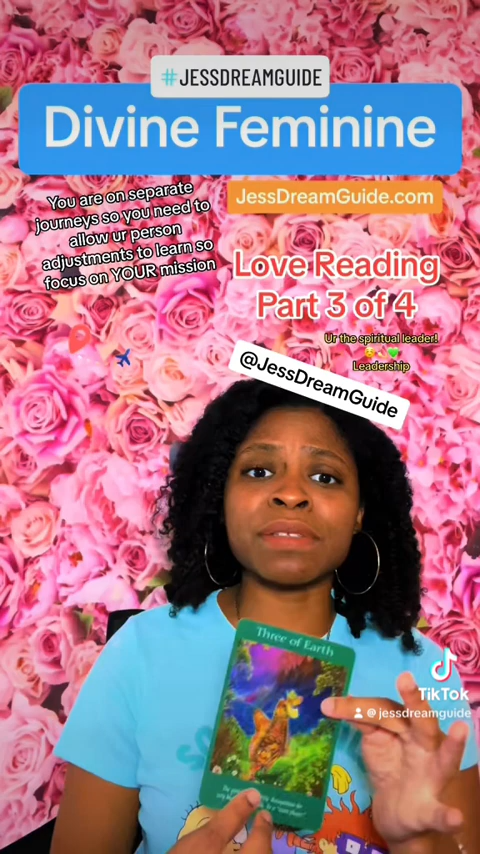 #JESSDREAMGUIDE
Divine Feminine
You are on separate
journeys so you need to
allow ur person
adjustments to learn so
focus on YOUR mission
JessDreamGuide.com
Love Reading
Part 3 of 4
Ur the spiritual leader!
Leadership
@JessDreamGuide
Three of Earth
TikTok
@jessdreamguide